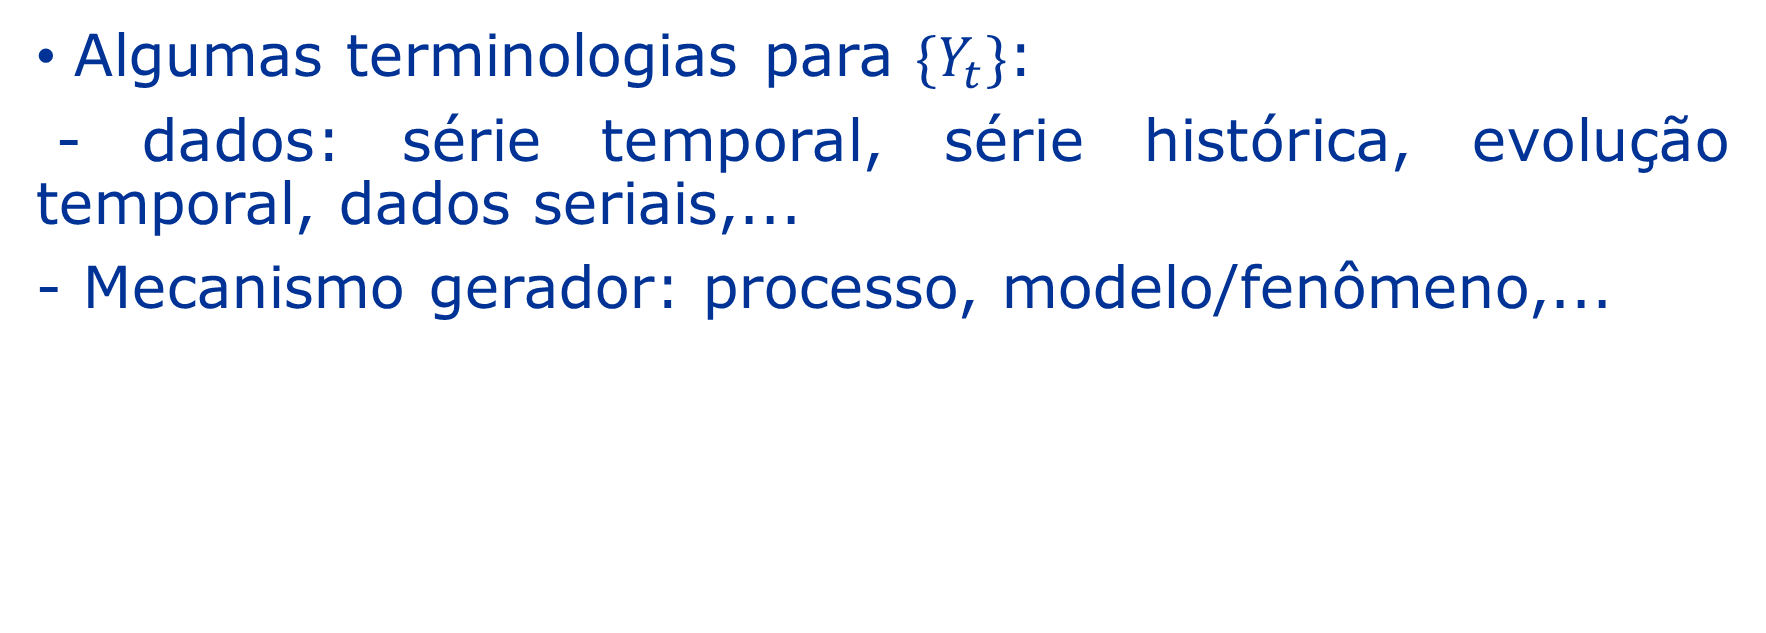 • Algumas terminologias para {Yₜ}:
- dados: série temporal, série histórica, evolução
temporal, dados seriais,...
- Mecanismo gerador: processo, modelo/fenômeno,...